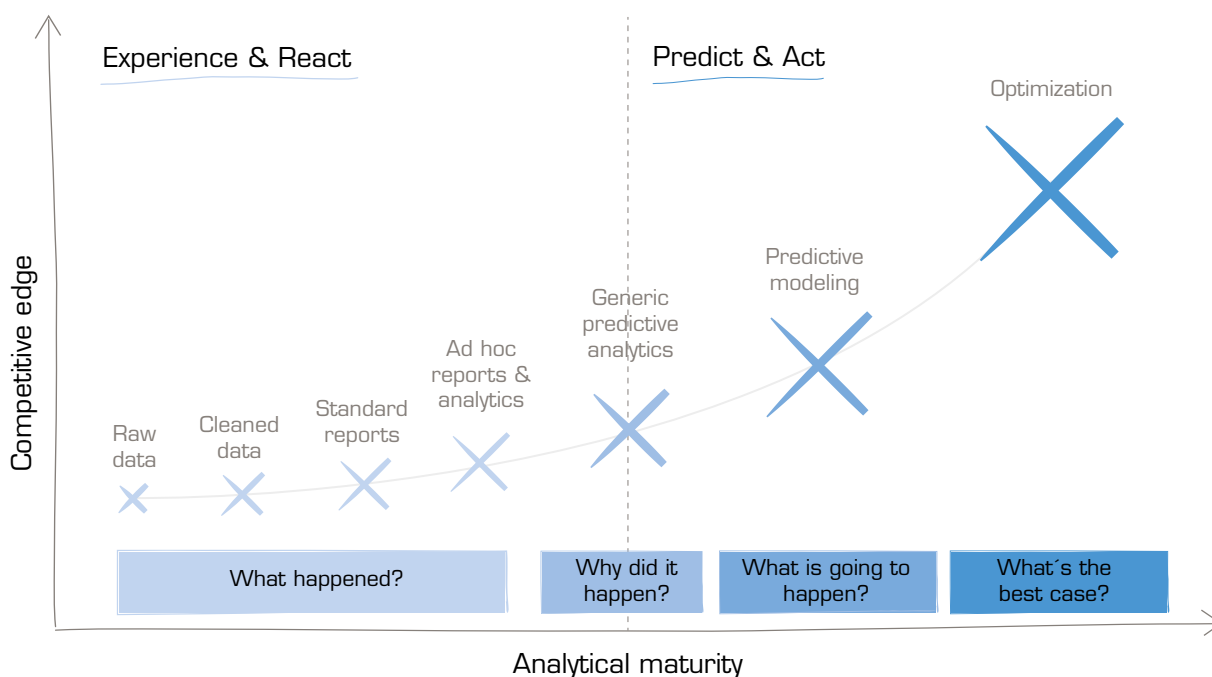 Experience & React
Predict & Act
Optimization
Predictive
modeling
Generic
predictive
analytics
Ad hoc
reports &
analytics
Standard
reports
Cleaned
data
Raw
data
Competitive edge
What happened?
Why did it
happen?
What is going to
happen?
What´s the
best case?
Analytical maturity